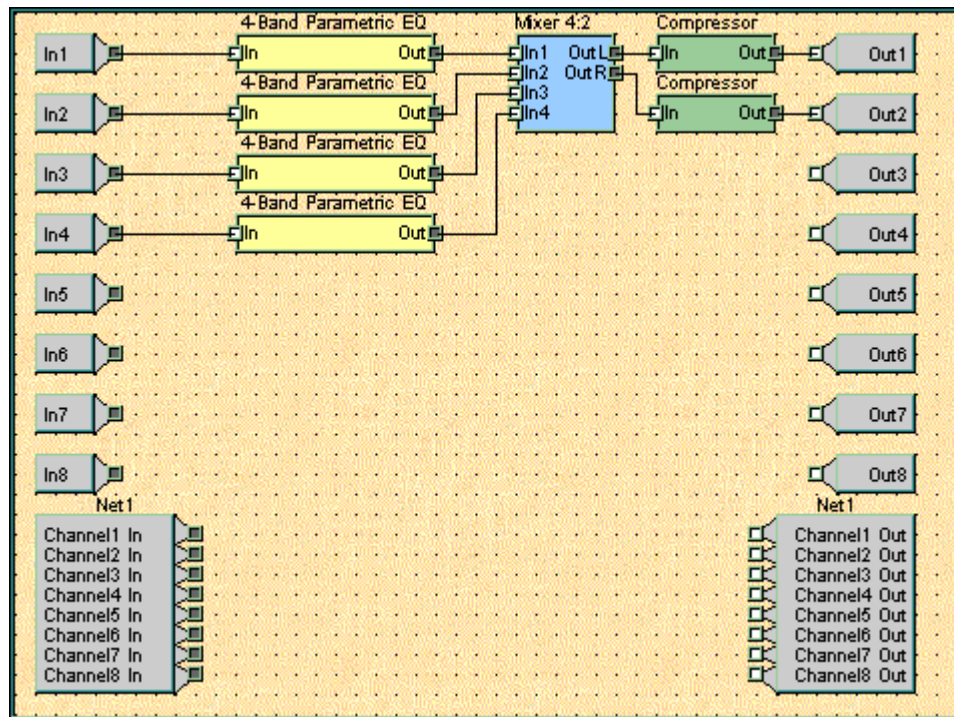 4-Band Parametric EQ Mixer 4:2 Compressor
In1 In Out In1 OutL In Out Out1
4-Band Parametric EQ In2 OutR Compressor
In2 In Out In3 In Out Out2
In4
4-Band Parametric EQ
In3 In Out Out3
4-Band Parametric EQ
In4 In Out Out4
In5 Out5
In6 Out6
In7 Out7
In8 Out8
Net1 Net1
Channel1 In Channel1 Out
Channel2 In Channel2 Out
Channel3 In Channel3 Out
Channel4 In Channel4 Out
Channel5 In Channel5 Out
Channel6 In Channel6 Out
Channel7 In Channel7 Out
Channel8 In Channel8 Out